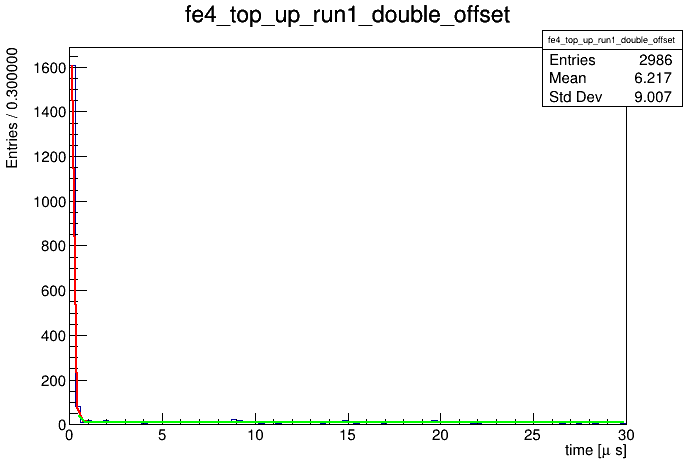 fe4_top_up_run1_double_offset
fe4_top_up_run1_double_offset
Entries 2986
Mean 6.217
Std Dev 9.007
Entries / 0.300000
1600
1400
1200
1000
800
600
400
200
0
0 5 10 15 20 25 30
time [μ s]